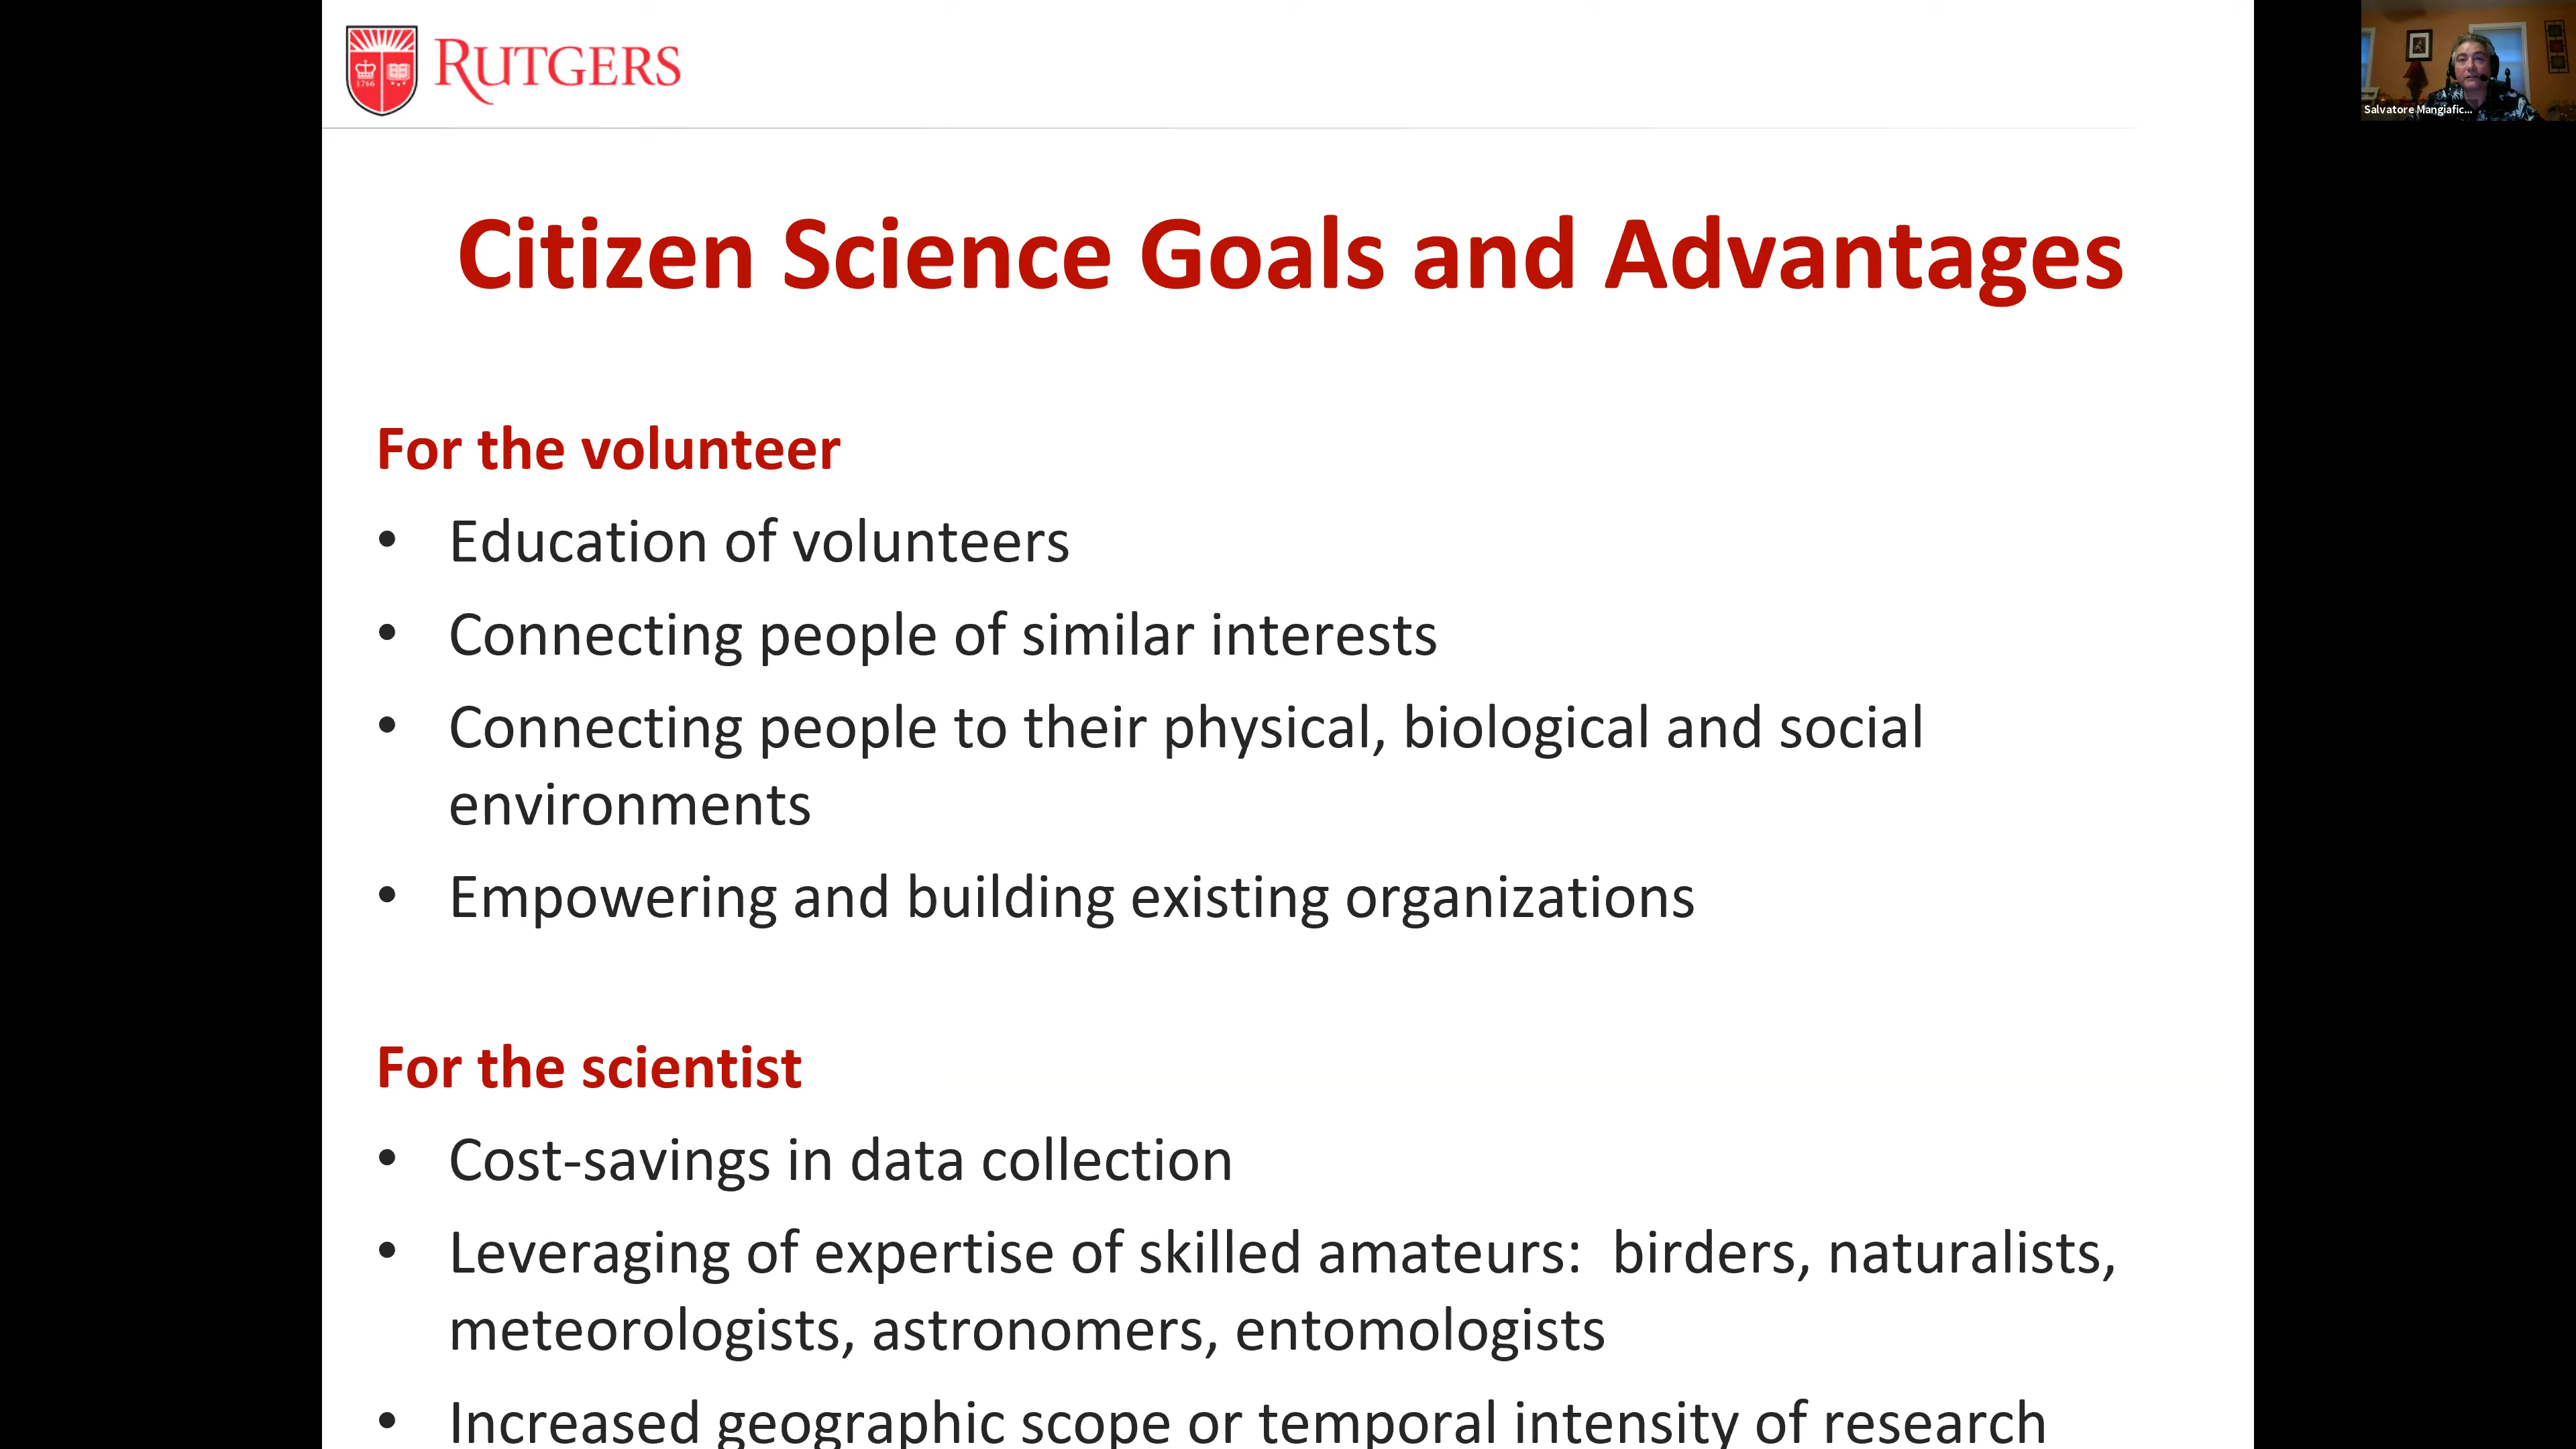 RUTGERS
1766
Salvatore Mangiafic...
Citizen Science Goals and Advantages
For the volunteer
• Education of volunteers
• Connecting people of similar interests
• Connecting people to their physical, biological and social
environments
• Empowering and building existing organizations
For the scientist
• Cost-savings in data collection
• Leveraging of expertise of skilled amateurs:  birders, naturalists,
meteorologists, astronomers, entomologists
• Increased geographic scope or temporal intensity of research